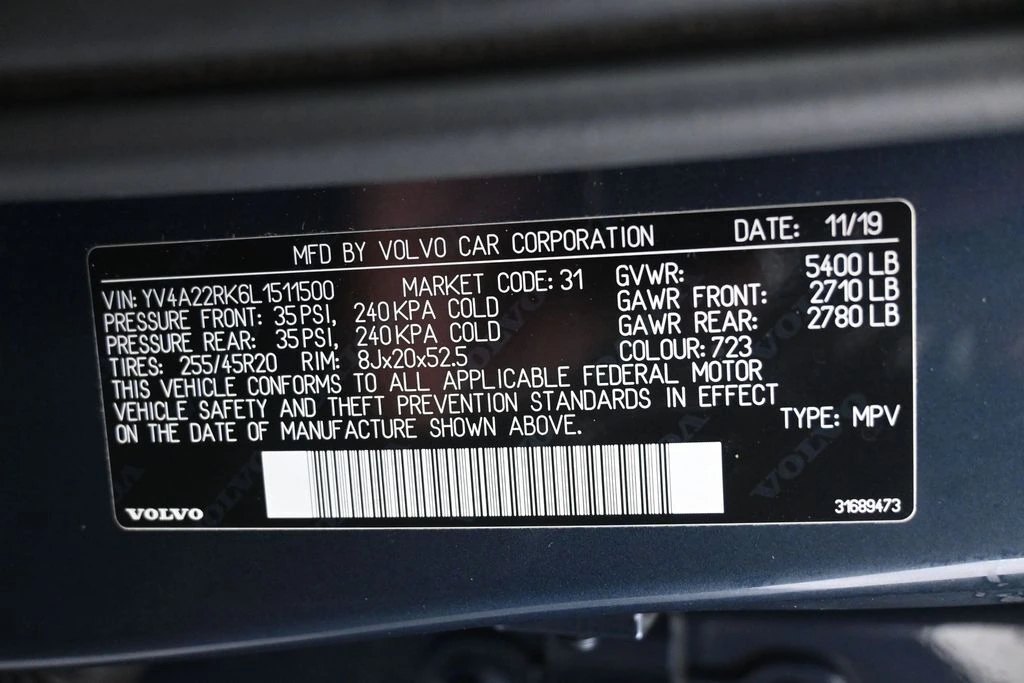 MFD BY VOLVO CAR CORPORATION DATE: 11/19
VIN: YV4A22RK6L1511500 MARKET CODE: 31 GVWR: 5400 LB
PRESSURE FRONT: 35 PSI, 240 KPA COLD GAWR FRONT: 2710 LB
PRESSURE REAR: 35 PSI, 240 KPA COLD GAWR REAR: 2780 LB
TIRES: 255/45R20 RIM: 8Jx20x52.5 COLOUR: 723
THIS VEHICLE CONFORMS TO ALL APPLICABLE FEDERAL MOTOR
VEHICLE SAFETY AND THEFT PREVENTION STANDARDS IN EFFECT
ON THE DATE OF MANUFACTURE SHOWN ABOVE. TYPE: MPV
VOLVO 31689473